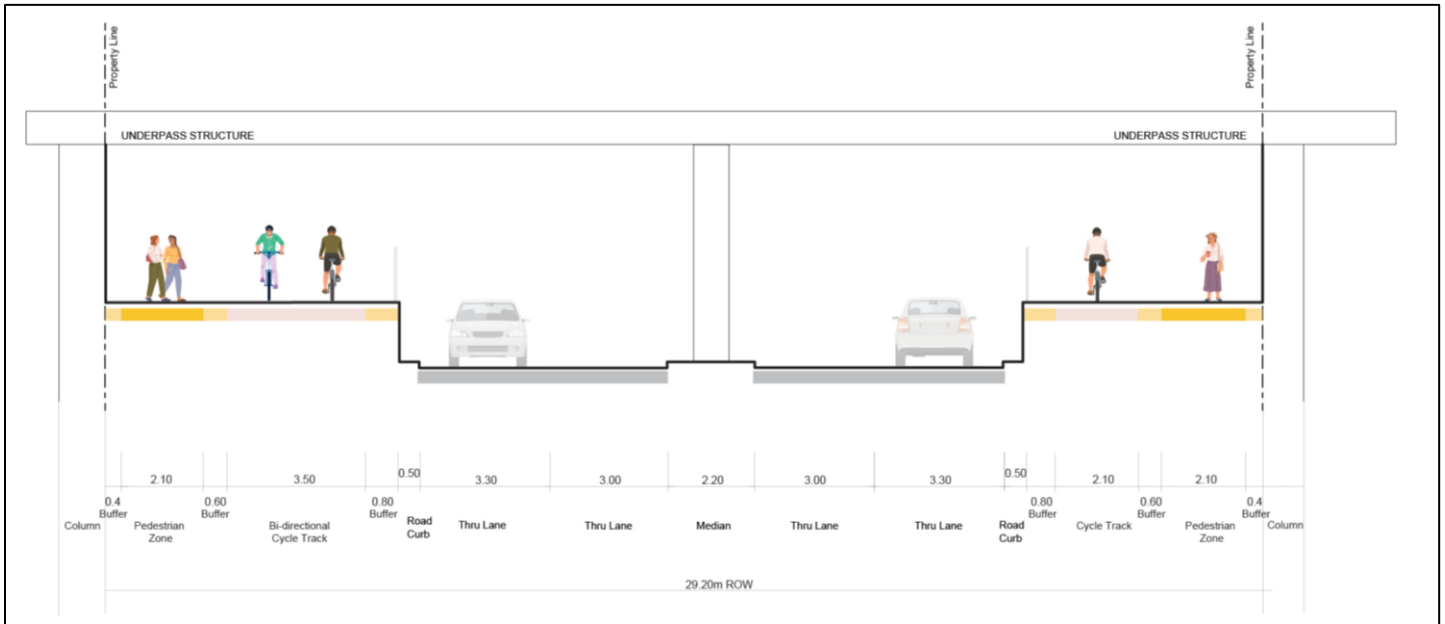 Property Line
Property Line
UNDERPASS STRUCTURE
UNDERPASS STRUCTURE
2.10
3.50
0.50
3.30
3.00
2.20
3.00
3.30
0.50
2.10
2.10
0.4
Buffer
0.60
Buffer
0.80
Buffer
0.80
Buffer
0.60
Buffer
0.4
Buffer
Column
Pedestrian
Zone
Bi-directional
Cycle Track
Road
Curb
Thru Lane
Thru Lane
Median
Thru Lane
Thru Lane
Road
Curb
Cycle Track
Pedestrian
Zone
Column
29.20m ROW